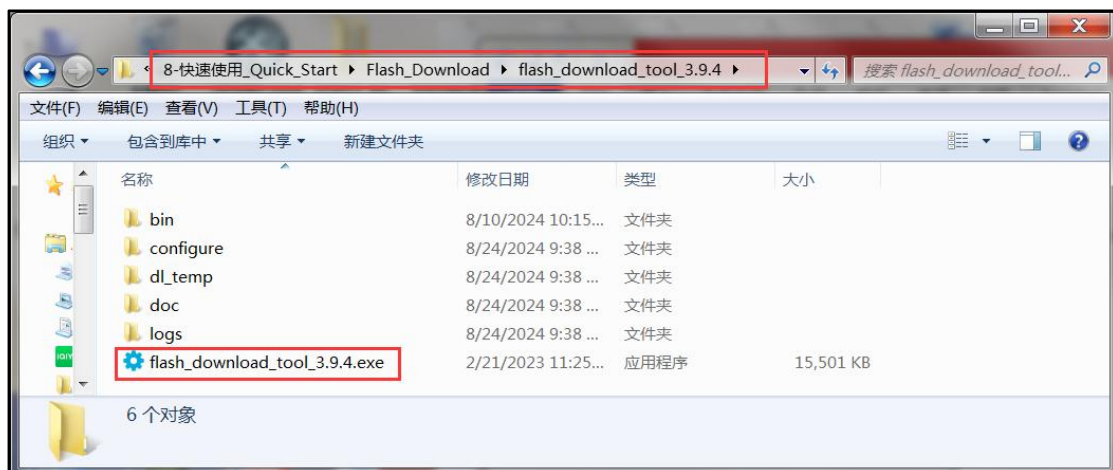 8-快速使用_Quick_Start ▸ Flash_Download ▸ flash_download_tool_3.9.4 ▸ 搜索 flash_download_tool...
文件(F) 编辑(E) 查看(V) 工具(T) 帮助(H)
组织 包含到库中 共享 新建文件夹
名称 修改日期 类型 大小
bin 8/10/2024 10:15... 文件夹
configure 8/24/2024 9:38 ... 文件夹
dl_temp 8/24/2024 9:38 ... 文件夹
doc 8/24/2024 9:38 ... 文件夹
logs 8/24/2024 9:38 ... 文件夹
flash_download_tool_3.9.4.exe 2/21/2023 11:25... 应用程序 15,501 KB
6 个对象